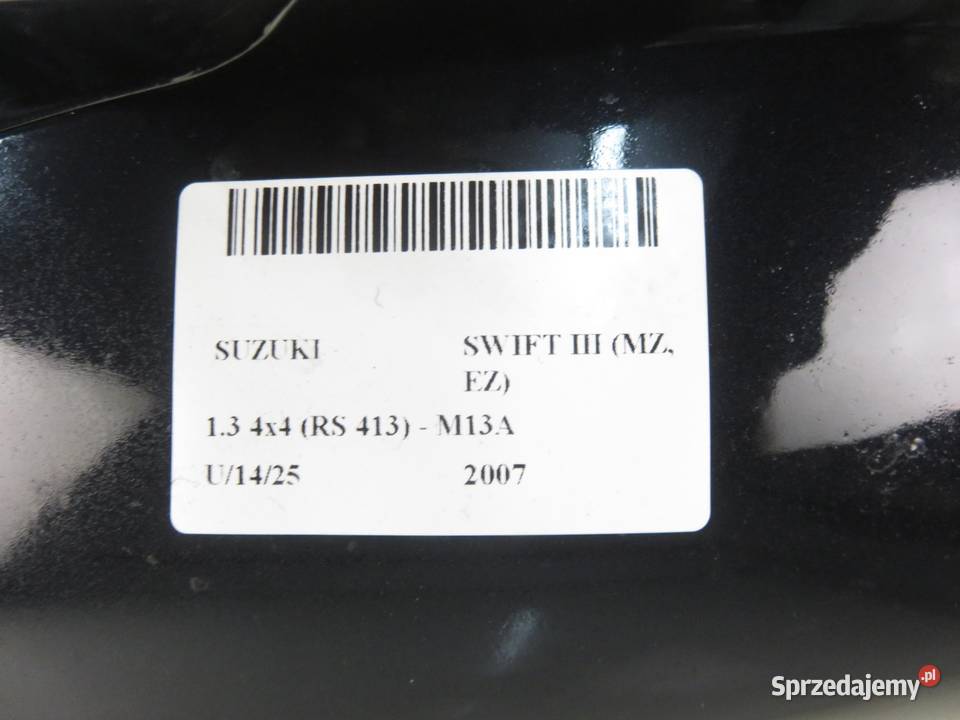 SUZUKI SWIFT III (MZ,
EZ)
1.3 4x4 (RS 413) - M13A
U/14/25 2007
Sprzedajemy.pl